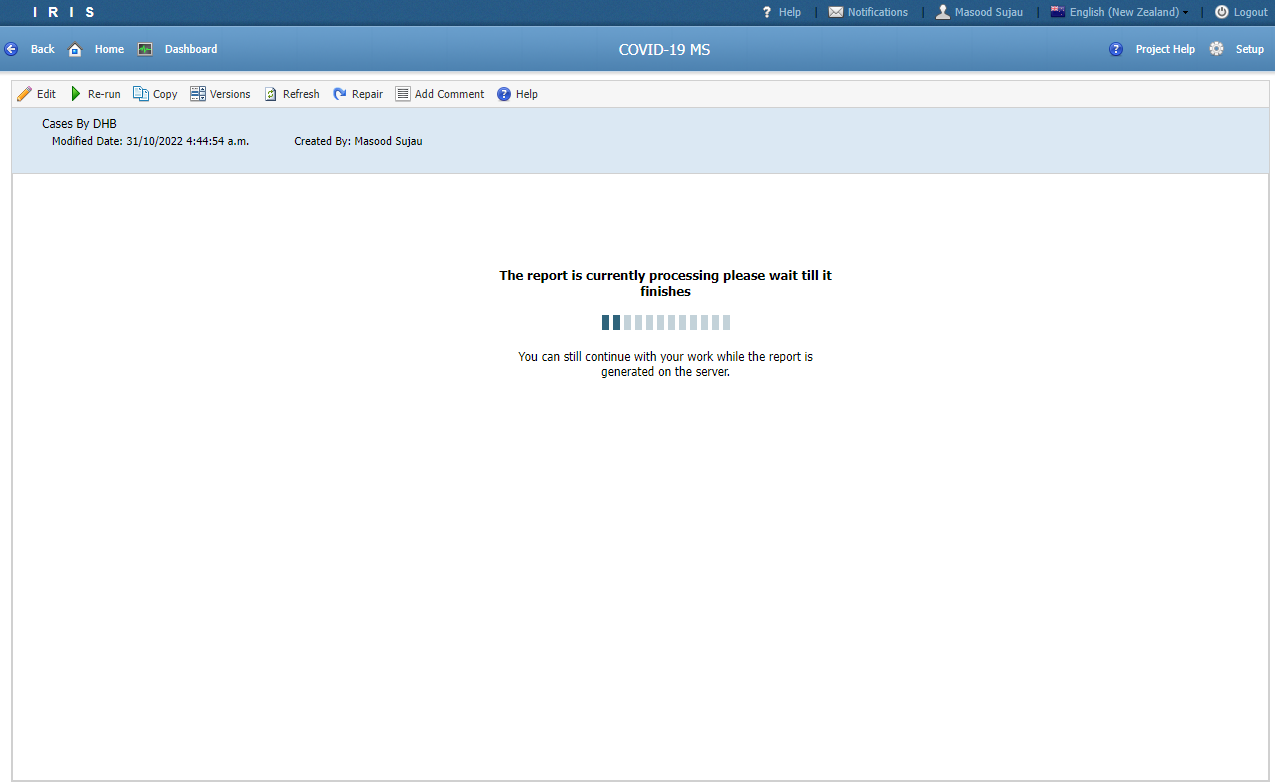 I R I S
? Help | Notifications | Masood Sujau | English (New Zealand) | Logout
Back Home Dashboard COVID-19 MS ? Project Help Setup
Edit Re-run Copy Versions Refresh Repair Add Comment ? Help
Cases By DHB
Modified Date: 31/10/2022 4:44:54 a.m. Created By: Masood Sujau
The report is currently processing please wait till it
finishes
You can still continue with your work while the report is
generated on the server.